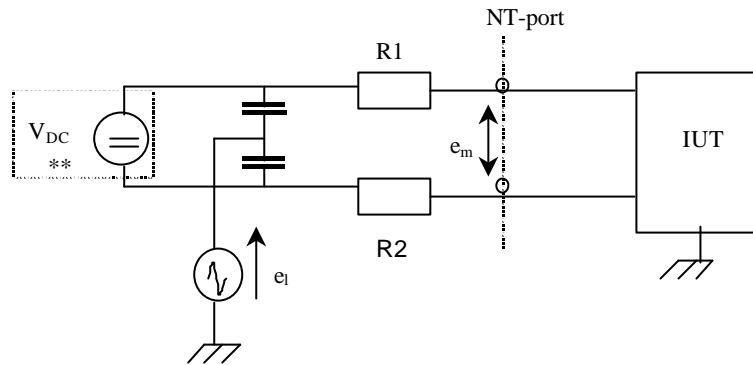 NT-port
R1
V_DC
**
e_m
IUT
R2
e_l